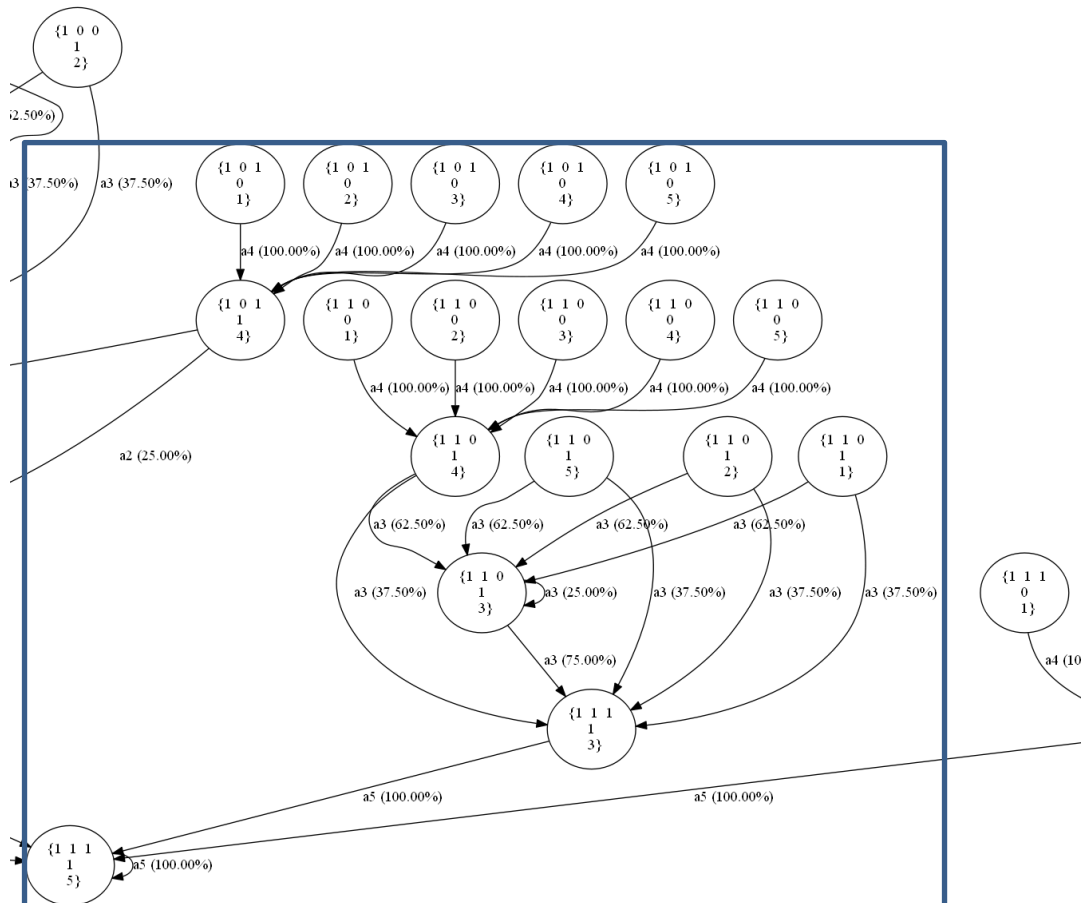 {1 0 0
1
2}
2.50%)
a3 (37.50%)
a3 (37.50%)
{1 0 1
0
1}
{1 0 1
0
2}
{1 0 1
0
3}
{1 0 1
0
4}
{1 0 1
0
5}
a4 (100.00%)
a4 (100.00%)
a4 (100.00%)
a4 (100.00%)
a4 (100.00%)
{1 0 1
1
4}
{1 1 0
0
1}
{1 1 0
0
2}
{1 1 0
0
3}
{1 1 0
0
4}
{1 1 0
0
5}
a4 (100.00%)
a4 (100.00%)
a4 (100.00%)
a4 (100.00%)
a4 (100.00%)
a2 (25.00%)
{1 1 0
1
4}
{1 1 0
1
5}
{1 1 0
1
2}
{1 1 0
1
1}
a3 (62.50%)
a3 (62.50%)
a3 (62.50%)
a3 (62.50%)
{1 1 0
1
3}
a3 (37.50%)
a3 (25.00%)
a3 (37.50%)
a3 (37.50%)
a3 (37.50%)
{1 1 1
0
1}
a3 (75.00%)
a4 (10
{1 1 1
1
3}
a5 (100.00%)
a5 (100.00%)
{1 1 1
1
5}
a5 (100.00%)